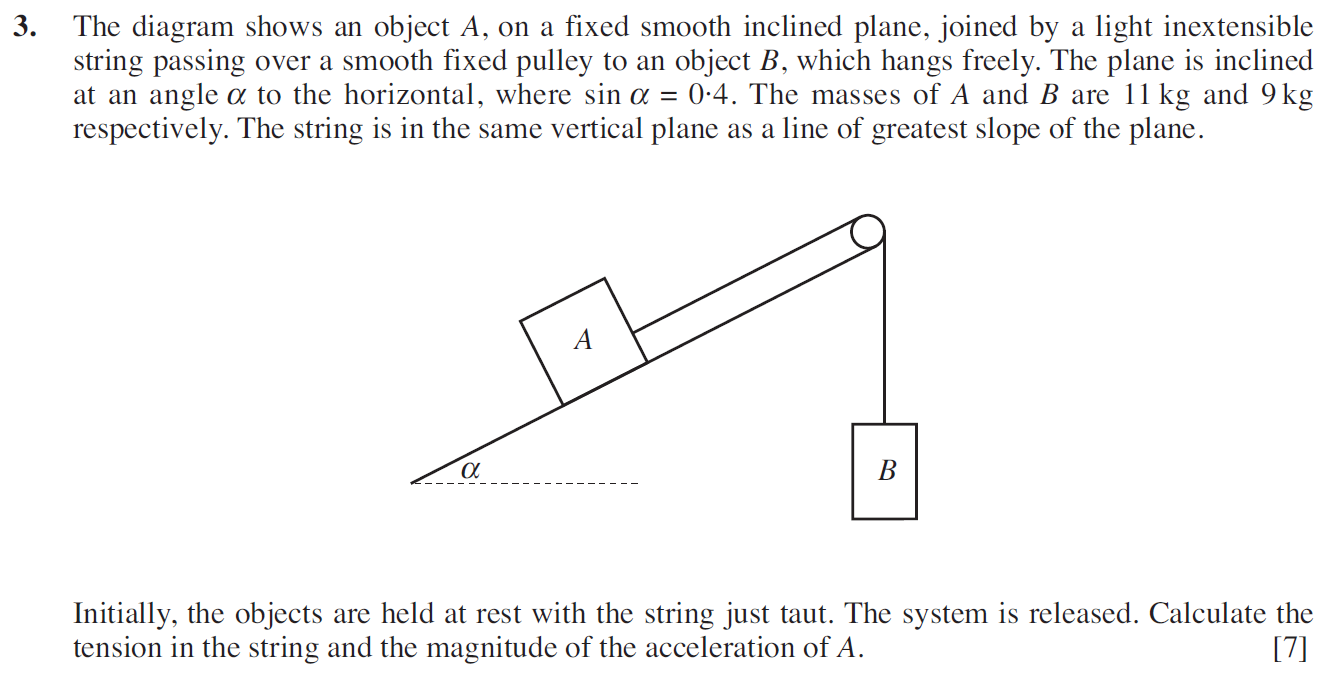 3. The diagram shows an object A, on a fixed smooth inclined plane, joined by a light inextensible
string passing over a smooth fixed pulley to an object B, which hangs freely. The plane is inclined
at an angle α to the horizontal, where sin α = 0·4. The masses of A and B are 11 kg and 9 kg
respectively. The string is in the same vertical plane as a line of greatest slope of the plane.
A
α
B
Initially, the objects are held at rest with the string just taut. The system is released. Calculate the
tension in the string and the magnitude of the acceleration of A. [7]